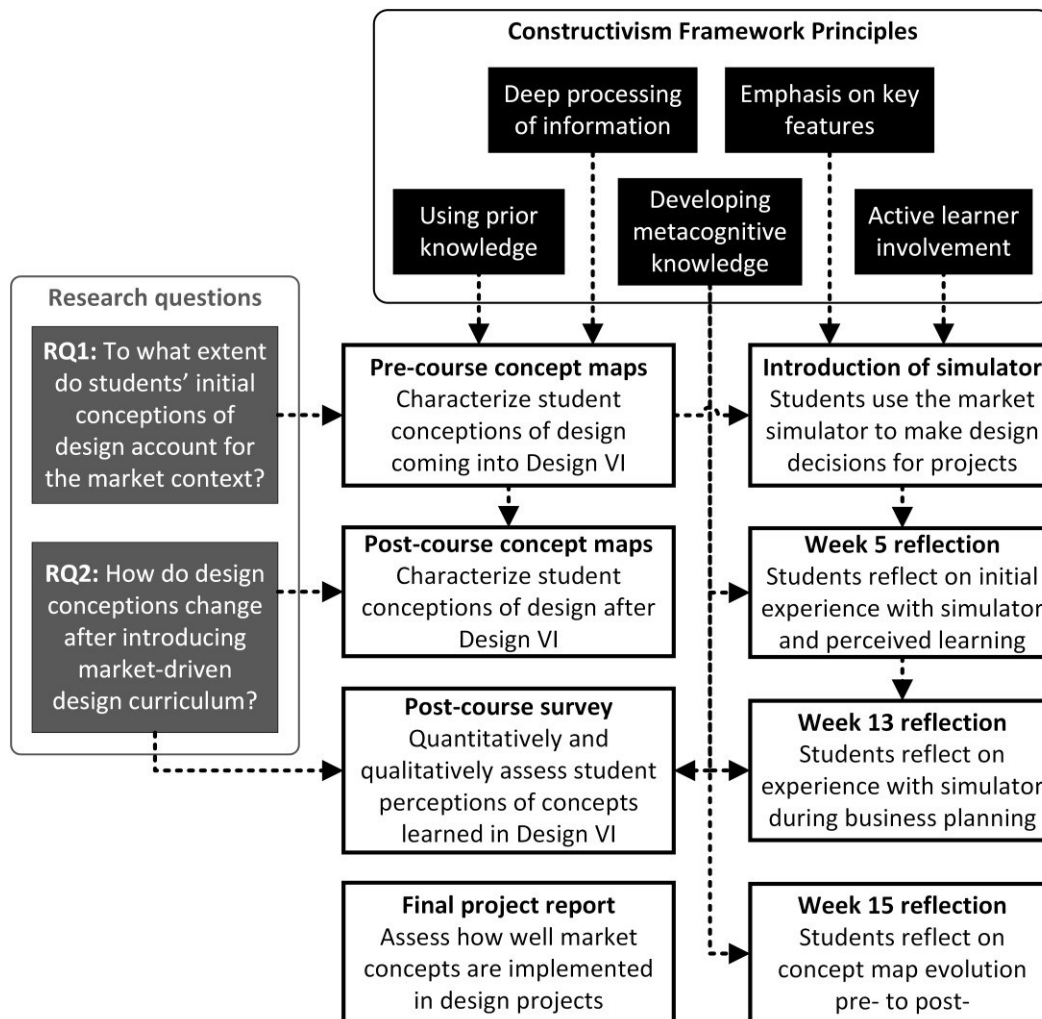 Constructivism Framework Principles
Deep processing
of information
Emphasis on key
features
Using prior
knowledge
Developing
metacognitive
knowledge
Active learner
involvement
Research questions
RQ1: To what extent
do students’ initial
conceptions of
design account for
the market context?
RQ2: How do design
conceptions change
after introducing
market-driven
design curriculum?
Pre-course concept maps
Characterize student
conceptions of design
coming into Design VI
Introduction of simulator
Students use the market
simulator to make design
decisions for projects
Post-course concept maps
Characterize student
conceptions of design after
Design VI
Week 5 reflection
Students reflect on initial
experience with simulator
and perceived learning
Post-course survey
Quantitatively and
qualitatively assess student
perceptions of concepts
learned in Design VI
Week 13 reflection
Students reflect on
experience with simulator
during business planning
Final project report
Assess how well market
concepts are implemented
in design projects
Week 15 reflection
Students reflect on
concept map evolution
pre- to post-